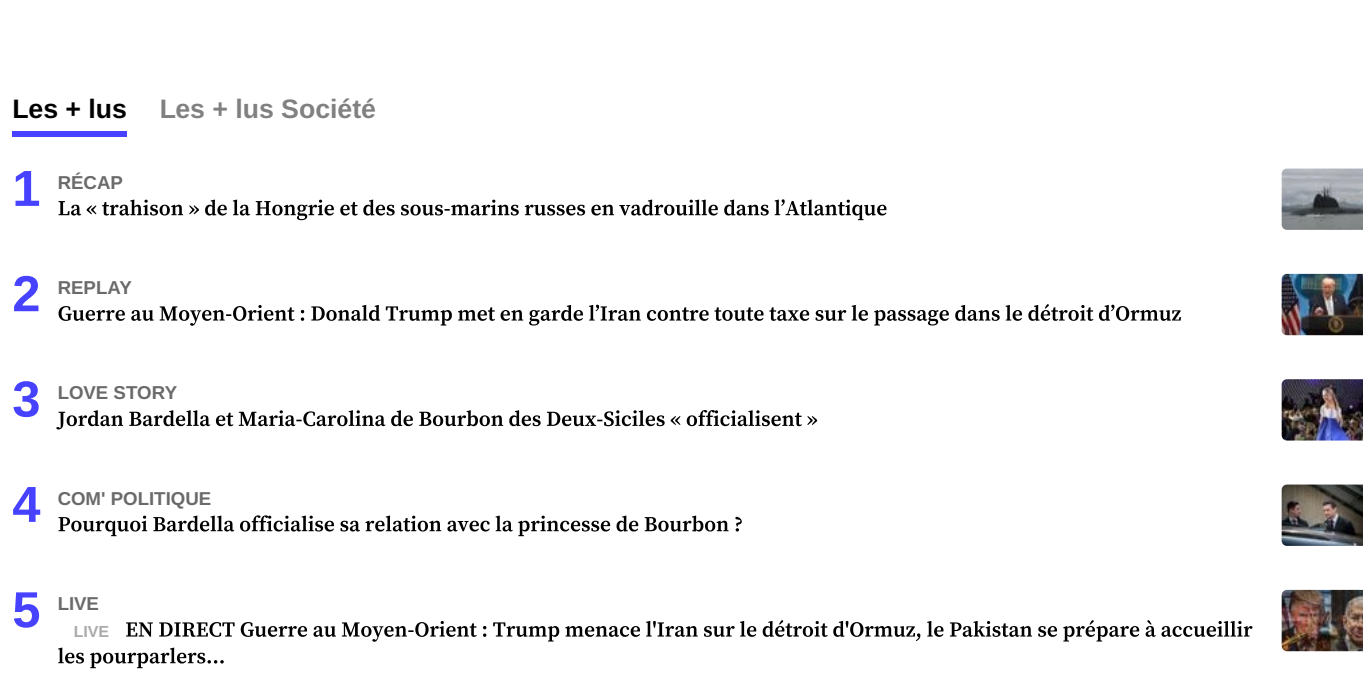 Les + lus
Les + lus Société
1
RÉCAP
La « trahison » de la Hongrie et des sous-marins russes en vadrouille dans l’Atlantique
2
REPLAY
Guerre au Moyen-Orient : Donald Trump met en garde l’Iran contre toute taxe sur le passage dans le détroit d’Ormuz
3
LOVE STORY
Jordan Bardella et Maria-Carolina de Bourbon des Deux-Siciles « officialisent »
4
COM' POLITIQUE
Pourquoi Bardella officialise sa relation avec la princesse de Bourbon ?
5
LIVE
LIVE EN DIRECT Guerre au Moyen-Orient : Trump menace l'Iran sur le détroit d'Ormuz, le Pakistan se prépare à accueillir
les pourparlers...